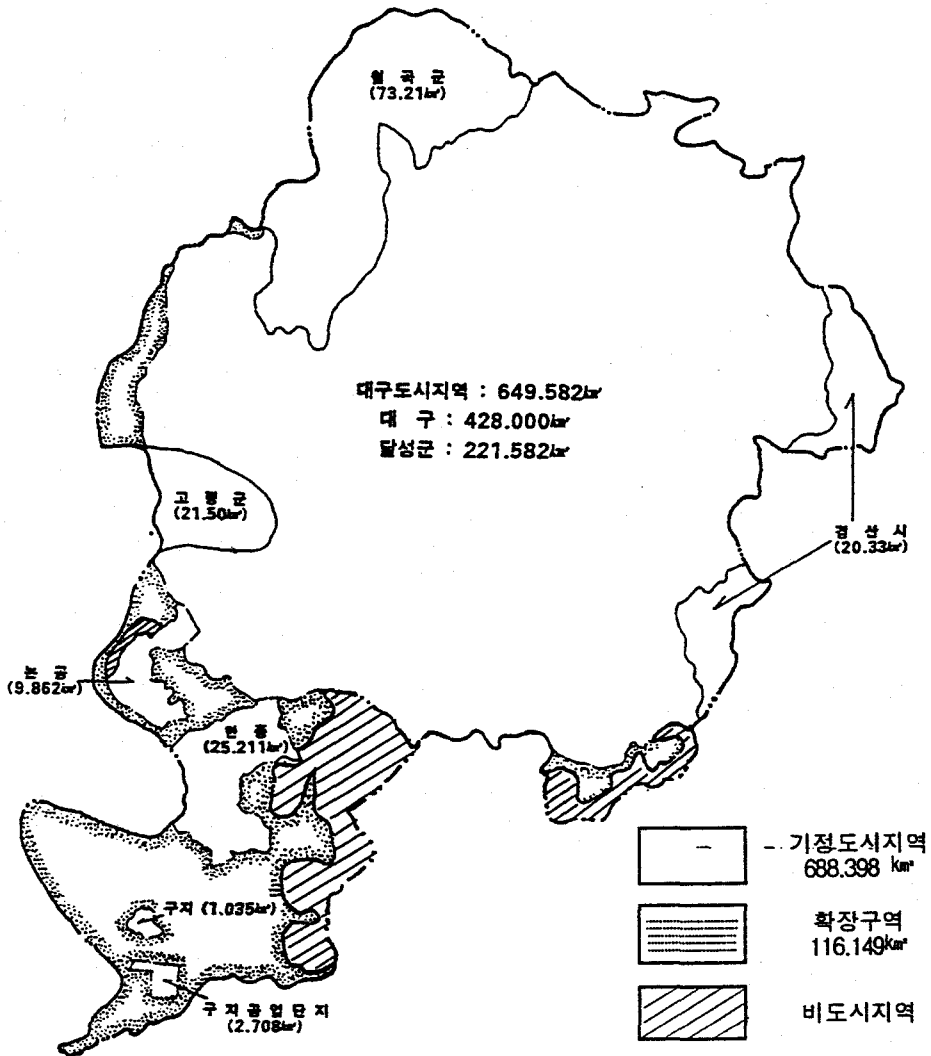 칠곡군
(73.21㎢)
대구도시지역 : 649.582㎢
대 구 : 428.000㎢
달성군 : 221.582㎢
고령군
(21.50㎢)
경산시
(20.33㎢)
논공
(9.862㎢)
현풍
(25.211㎢)
구지 (1.035㎢)
구지공업단지
(2.708㎢)
기정도시지역
688.398 ㎢
확장구역
116.149㎢
비도시지역